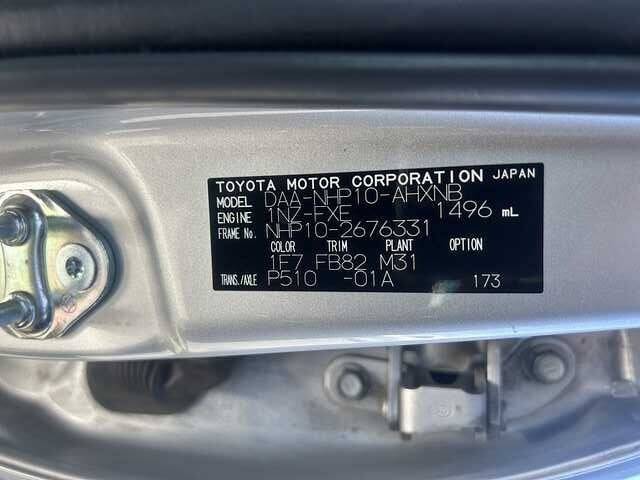 TOYOTA MOTOR CORPORATION JAPAN
MODEL DAA-NHP10-AHXNB
ENGINE 1NZ-FXE 1496 mL
FRAME No. NHP10-2676331
COLOR TRIM PLANT OPTION
1F7 FB82 M31
TRANS./AXLE P510 -01A 173